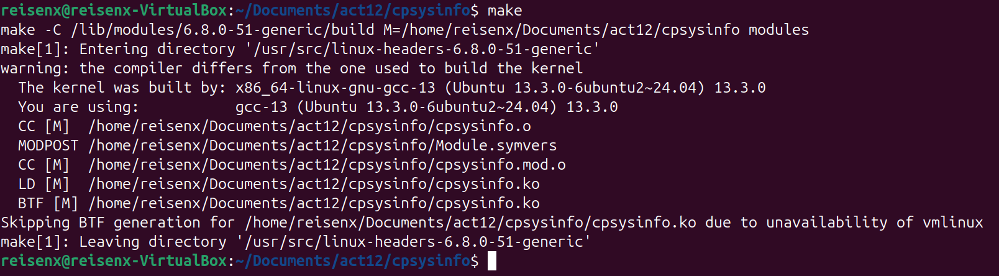 reisenx@reisenx-VirtualBox:~/Documents/act12/cpsysinfo$ make
make -C /lib/modules/6.8.0-51-generic/build M=/home/reisenx/Documents/act12/cpsysinfo modules
make[1]: Entering directory '/usr/src/linux-headers-6.8.0-51-generic'
warning: the compiler differs from the one used to build the kernel
  The kernel was built by: x86_64-linux-gnu-gcc-13 (Ubuntu 13.3.0-6ubuntu2~24.04) 13.3.0
  You are using:           gcc-13 (Ubuntu 13.3.0-6ubuntu2~24.04) 13.3.0
  CC [M]  /home/reisenx/Documents/act12/cpsysinfo/cpsysinfo.o
  MODPOST /home/reisenx/Documents/act12/cpsysinfo/Module.symvers
  CC [M]  /home/reisenx/Documents/act12/cpsysinfo/cpsysinfo.mod.o
  LD [M]  /home/reisenx/Documents/act12/cpsysinfo/cpsysinfo.ko
  BTF [M] /home/reisenx/Documents/act12/cpsysinfo/cpsysinfo.ko
Skipping BTF generation for /home/reisenx/Documents/act12/cpsysinfo/cpsysinfo.ko due to unavailability of vmlinux
make[1]: Leaving directory '/usr/src/linux-headers-6.8.0-51-generic'
reisenx@reisenx-VirtualBox:~/Documents/act12/cpsysinfo$